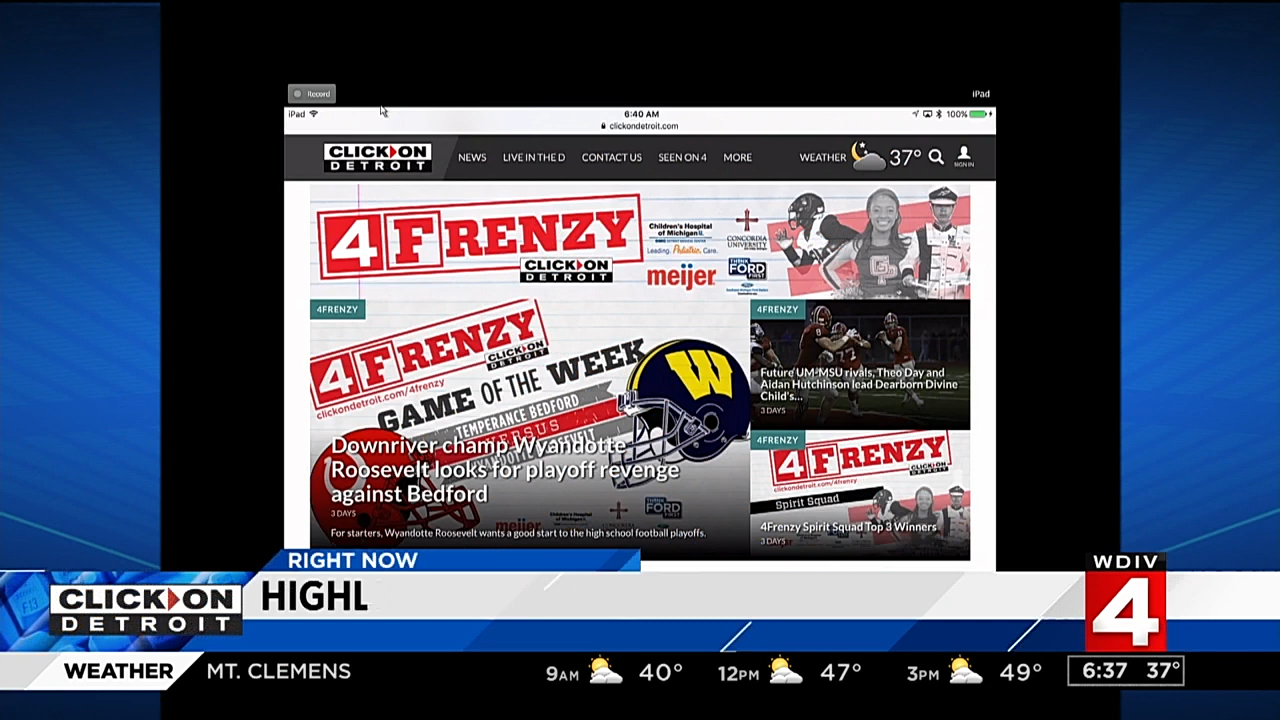 Record
iPad
iPad
6:40 AM
100%
clickondetroit.com
CLICK ON
DETROIT
NEWS
LIVE IN THE D
CONTACT US
SEEN ON 4
MORE
WEATHER
37°
SIGN IN
4FRENZY
CLICK ON
DETROIT
Children's Hospital
of Michigan
Leading. Pediatric. Care.
meijer
CONCORDIA
UNIVERSITY
THINK
FORD
FIRST
4FRENZY
4FRENZY
CLICK ON
DETROIT
clickondetroit.com/4frenzy
GAME OF THE WEEK
TEMPERANCE BEDFORD
VERSUS
W
Downriver champ Wyandotte
Roosevelt looks for playoff revenge
against Bedford
3 DAYS
For starters, Wyandotte Roosevelt wants a good start to the high school football playoffs.
4FRENZY
Future UM-MSU rivals, Theo Day and
Aidan Hutchinson lead Dearborn Divine
Child's...
3 DAYS
4FRENZY
4FRENZY
CLICK ON
DETROIT
clickondetroit.com/4frenzy
Spirit Squad
4Frenzy Spirit Squad Top 3 Winners
3 DAYS
RIGHT NOW
CLICK ON
DETROIT
HIGHL
WDIV
4
WEATHER
MT. CLEMENS
9AM 40° 12PM 47° 3PM 49°
6:37 37°